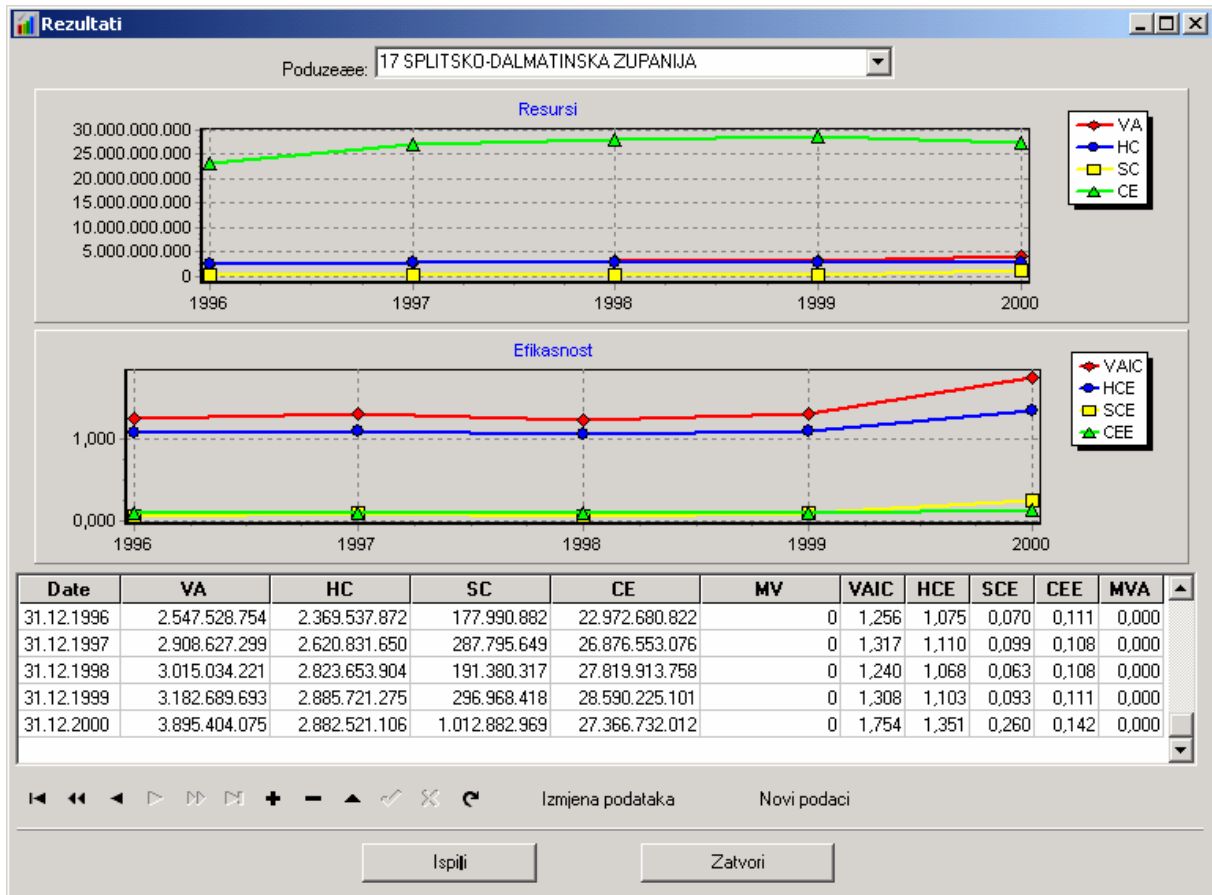 Rezultati
Poduzeæe: 17 SPLITSKO-DALMATINSKA ZUPANIJA
Resursi
30.000.000.000
25.000.000.000
20.000.000.000
15.000.000.000
10.000.000.000
5.000.000.000
0
1996 1997 1998 1999 2000
VA
HC
SC
CE
Efikasnost
1,000
0,000
1996 1997 1998 1999 2000
VAIC
HCE
SCE
CEE
Date VA HC SC CE MV VAIC HCE SCE CEE MVA
31.12.1996 2.547.528.754 2.369.537.872 177.990.882 22.972.680.822 0 1,256 1,075 0,070 0,111 0,000
31.12.1997 2.908.627.299 2.620.831.650 287.795.649 26.876.553.076 0 1,317 1,110 0,099 0,108 0,000
31.12.1998 3.015.034.221 2.823.653.904 191.380.317 27.819.913.758 0 1,240 1,068 0,063 0,108 0,000
31.12.1999 3.182.689.693 2.885.721.275 296.968.418 28.590.225.101 0 1,308 1,103 0,093 0,111 0,000
31.12.2000 3.895.404.075 2.882.521.106 1.012.882.969 27.366.732.012 0 1,754 1,351 0,260 0,142 0,000
Izmjena podataka Novi podaci
Ispiši Zatvori